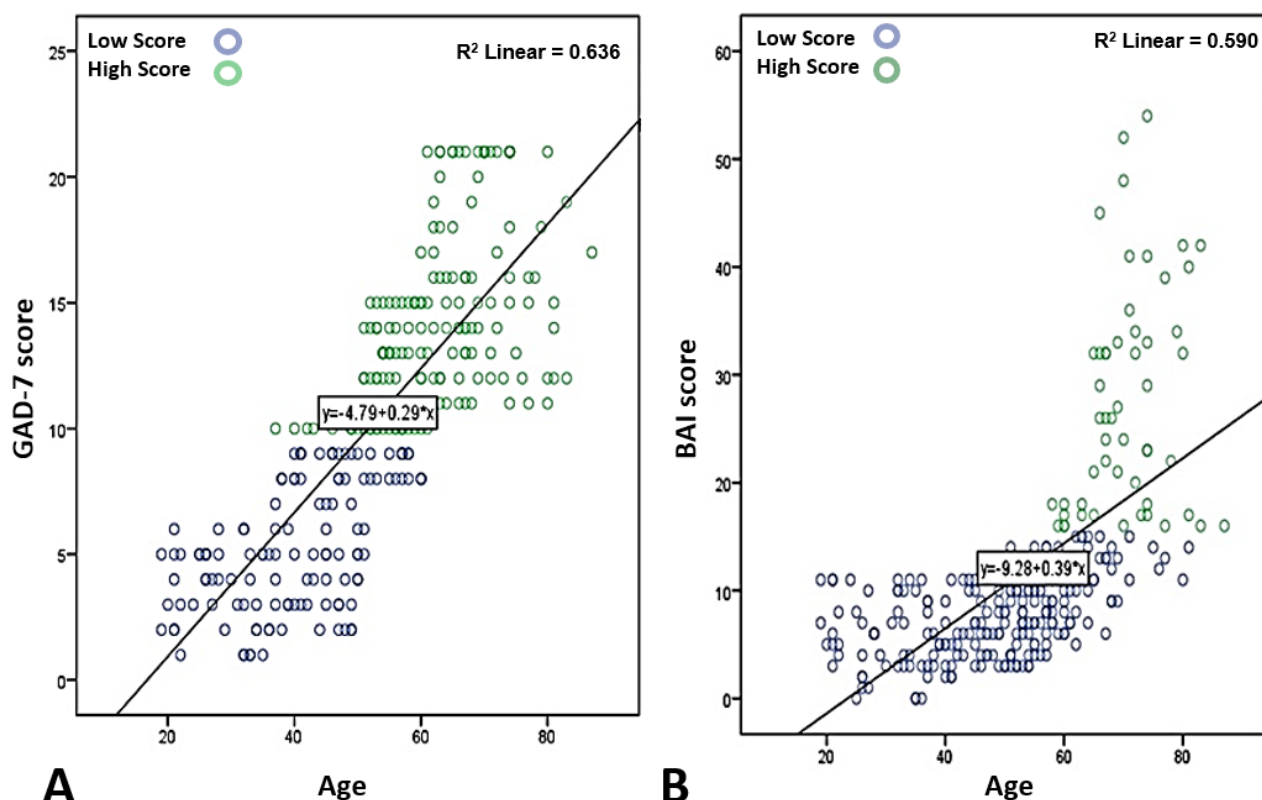 Low Score
High Score
R² Linear = 0.636
25
20
15
10
5
0
y=-4.79+0.29*x
GAD-7 score
20
40
60
80
A
Age
Low Score
High Score
R² Linear = 0.590
60
50
40
30
20
10
0
y=-9.28+0.39*x
BAI score
20
40
60
80
B
Age